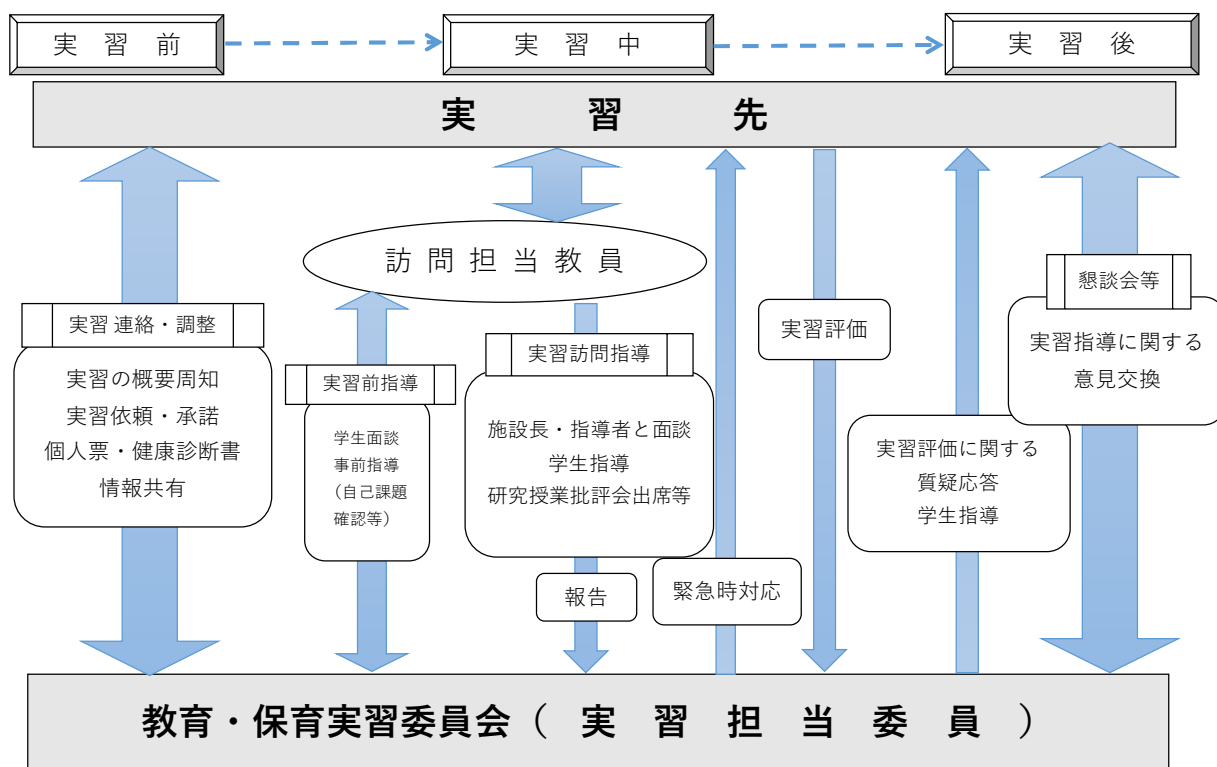 実習前
実習中
実習後
実習先
訪問担当教員
実習 連絡・調整
実習の概要周知
実習依頼・承諾
個人票・健康診断書
情報共有
実習前指導
学生面談
事前指導
（自己課題
確認等）
実習訪問指導
施設長・指導者と面談
学生指導
研究授業批評会出席等
報告
緊急時対応
実習評価
実習評価に関する
質疑応答
学生指導
懇談会等
実習指導に関する
意見交換
教育・保育実習委員会（実習担当委員）